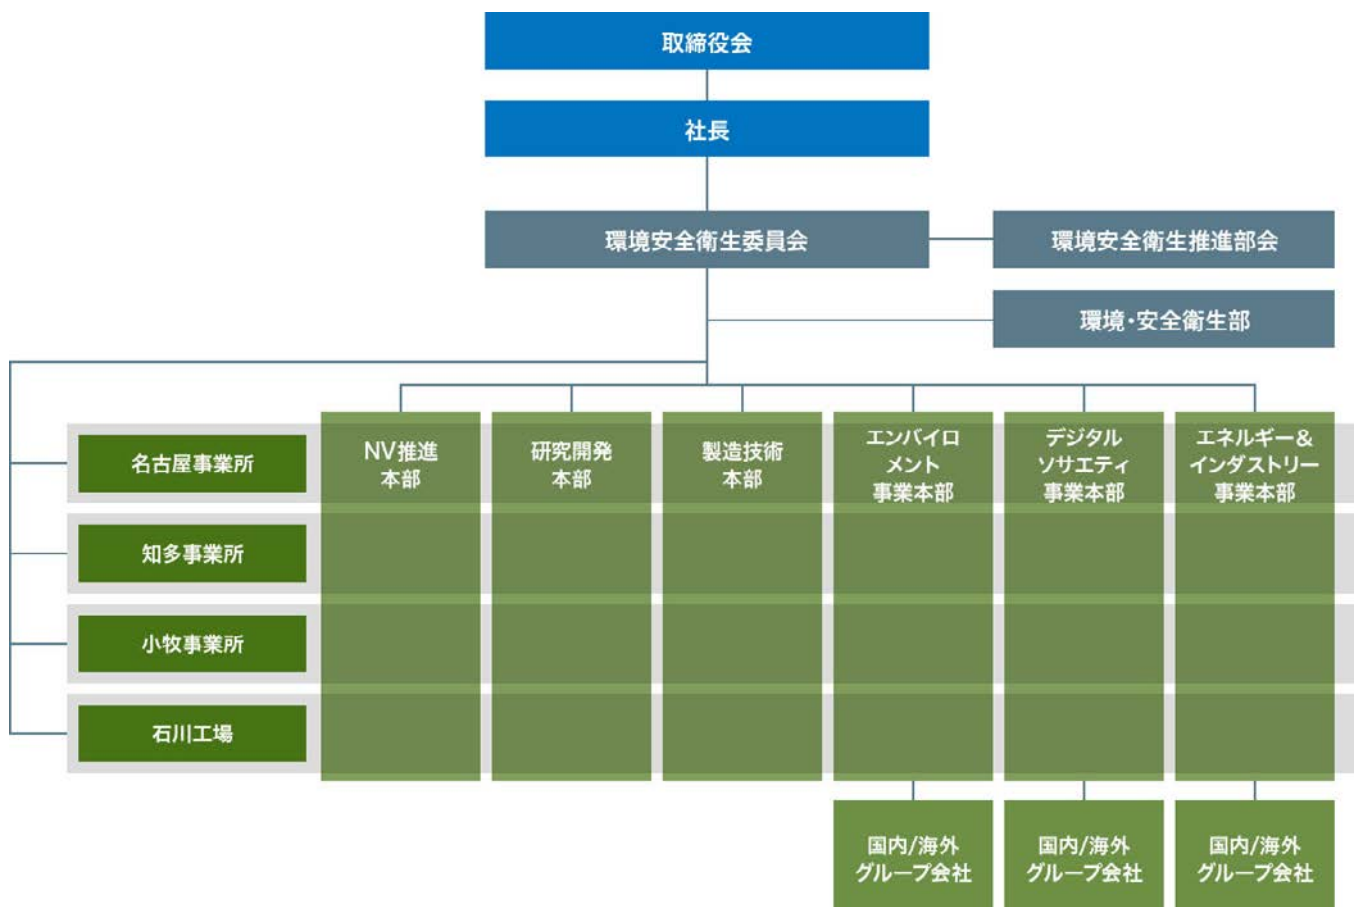 取締役会
社長
環境安全衛生委員会
環境安全衛生推進部会
環境・安全衛生部
名古屋事業所
知多事業所
小牧事業所
石川工場
NV推進
本部
研究開発
本部
製造技術
本部
エンバイロ
メント
事業本部
デジタル
ソサエティ
事業本部
エネルギー&
インダストリー
事業本部
国内/海外
グループ会社
国内/海外
グループ会社
国内/海外
グループ会社